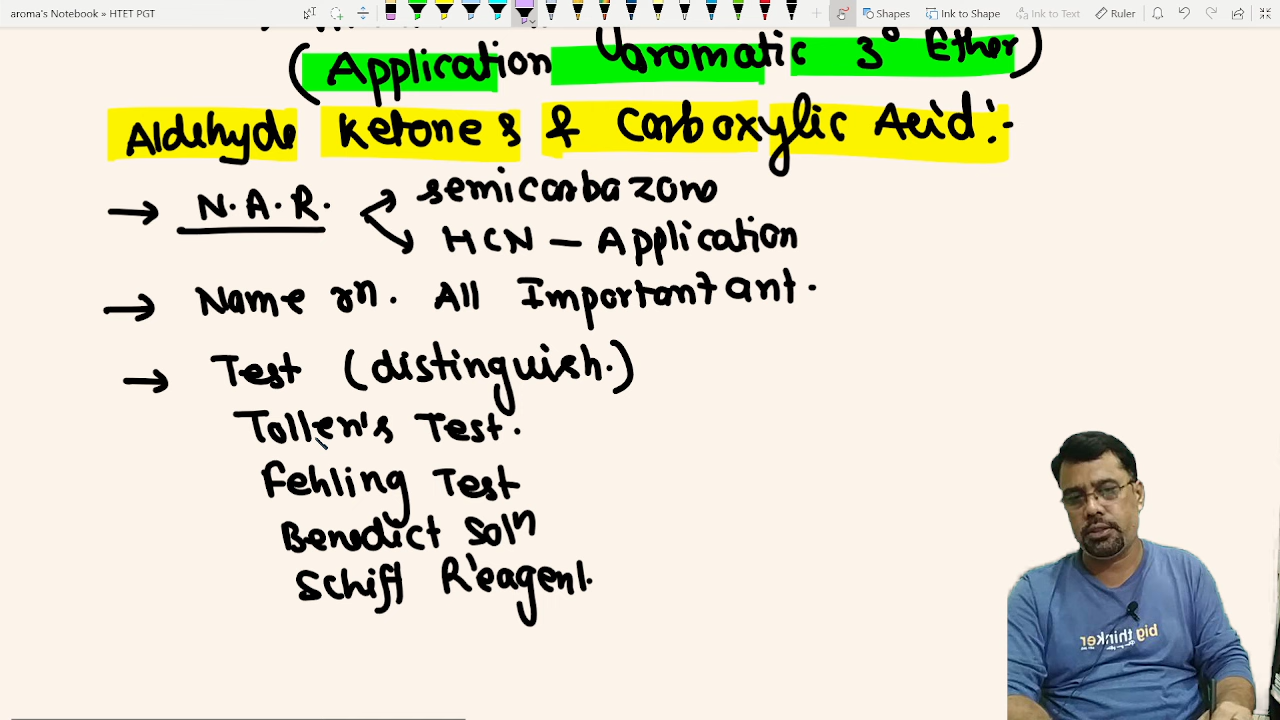 aroma's Notebook » HTET PGT
Shapes Ink to Shape Ink to Text Ruler
(Application aromatic 3° Ether)
Aldehyde Ketones & Carboxylic Acid :-
→ N.A.R. semicarbazone
HCN - Application
→ Name rn. All Importantant.
→ Test (distinguish.)
Tollen's Test.
Fehling Test
Benedict Soln
Schiff Reagent.
big thinker